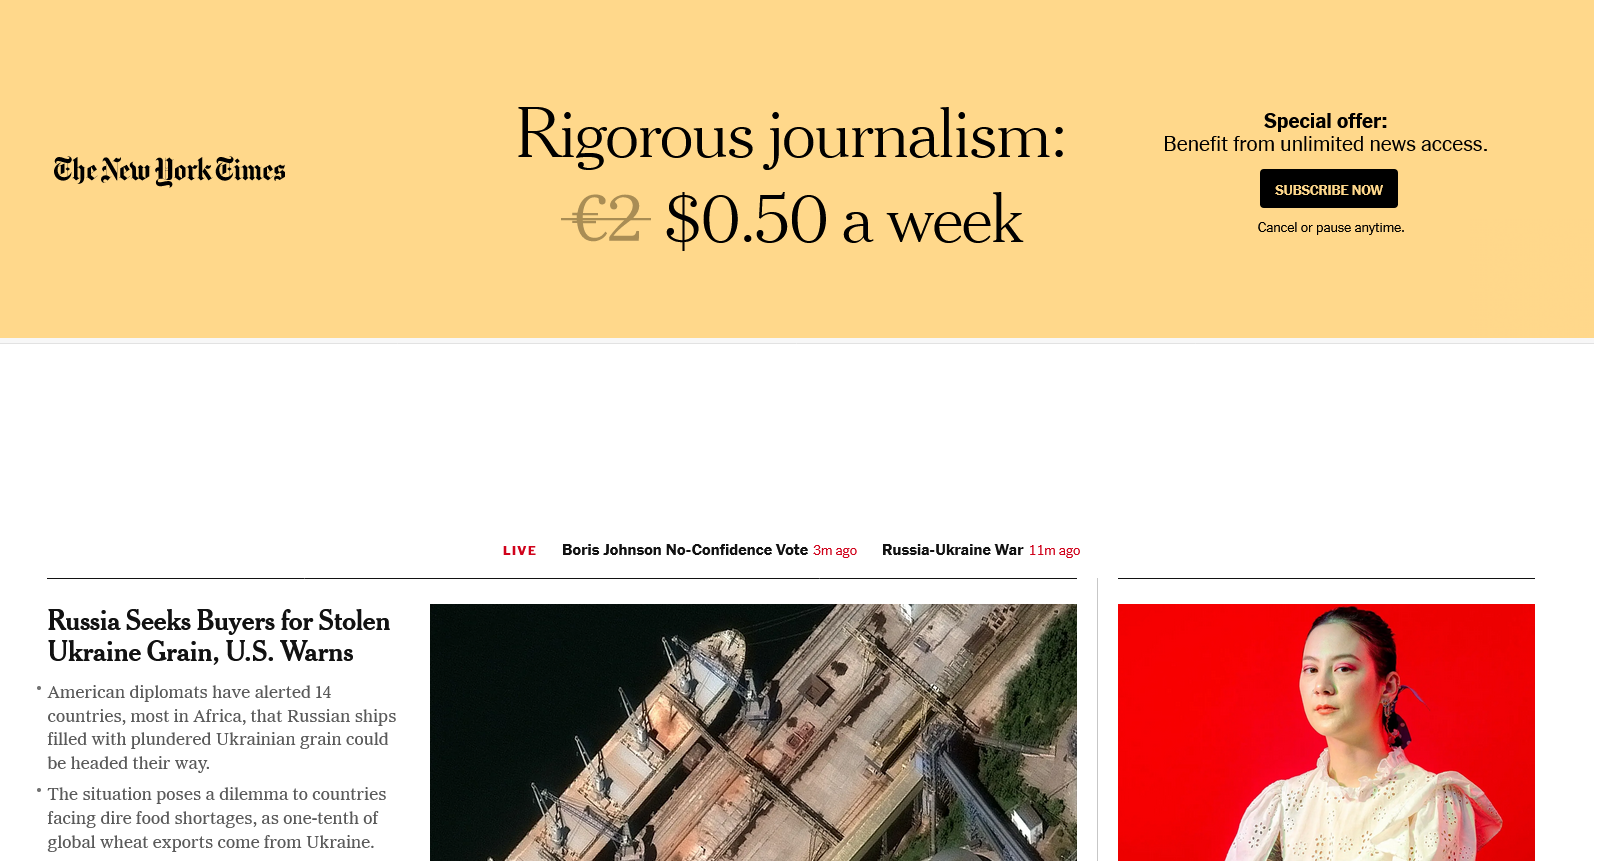 The New York Times
Rigorous journalism:
€2 $0.50 a week
Special offer:
Benefit from unlimited news access.
SUBSCRIBE NOW
Cancel or pause anytime.
LIVE Boris Johnson No-Confidence Vote 3m ago Russia-Ukraine War 11m ago
Russia Seeks Buyers for Stolen
Ukraine Grain, U.S. Warns
• American diplomats have alerted 14
countries, most in Africa, that Russian ships
filled with plundered Ukrainian grain could
be headed their way.
• The situation poses a dilemma to countries
facing dire food shortages, as one-tenth of
global wheat exports come from Ukraine.